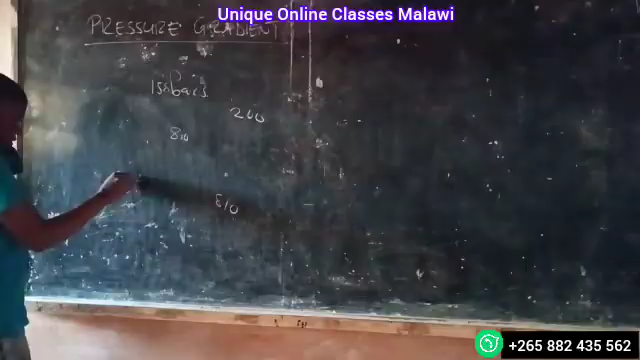 Unique Online Classes Malawi
PRESSURE GRADIENT
Isobars
200
810
810
+265 882 435 562